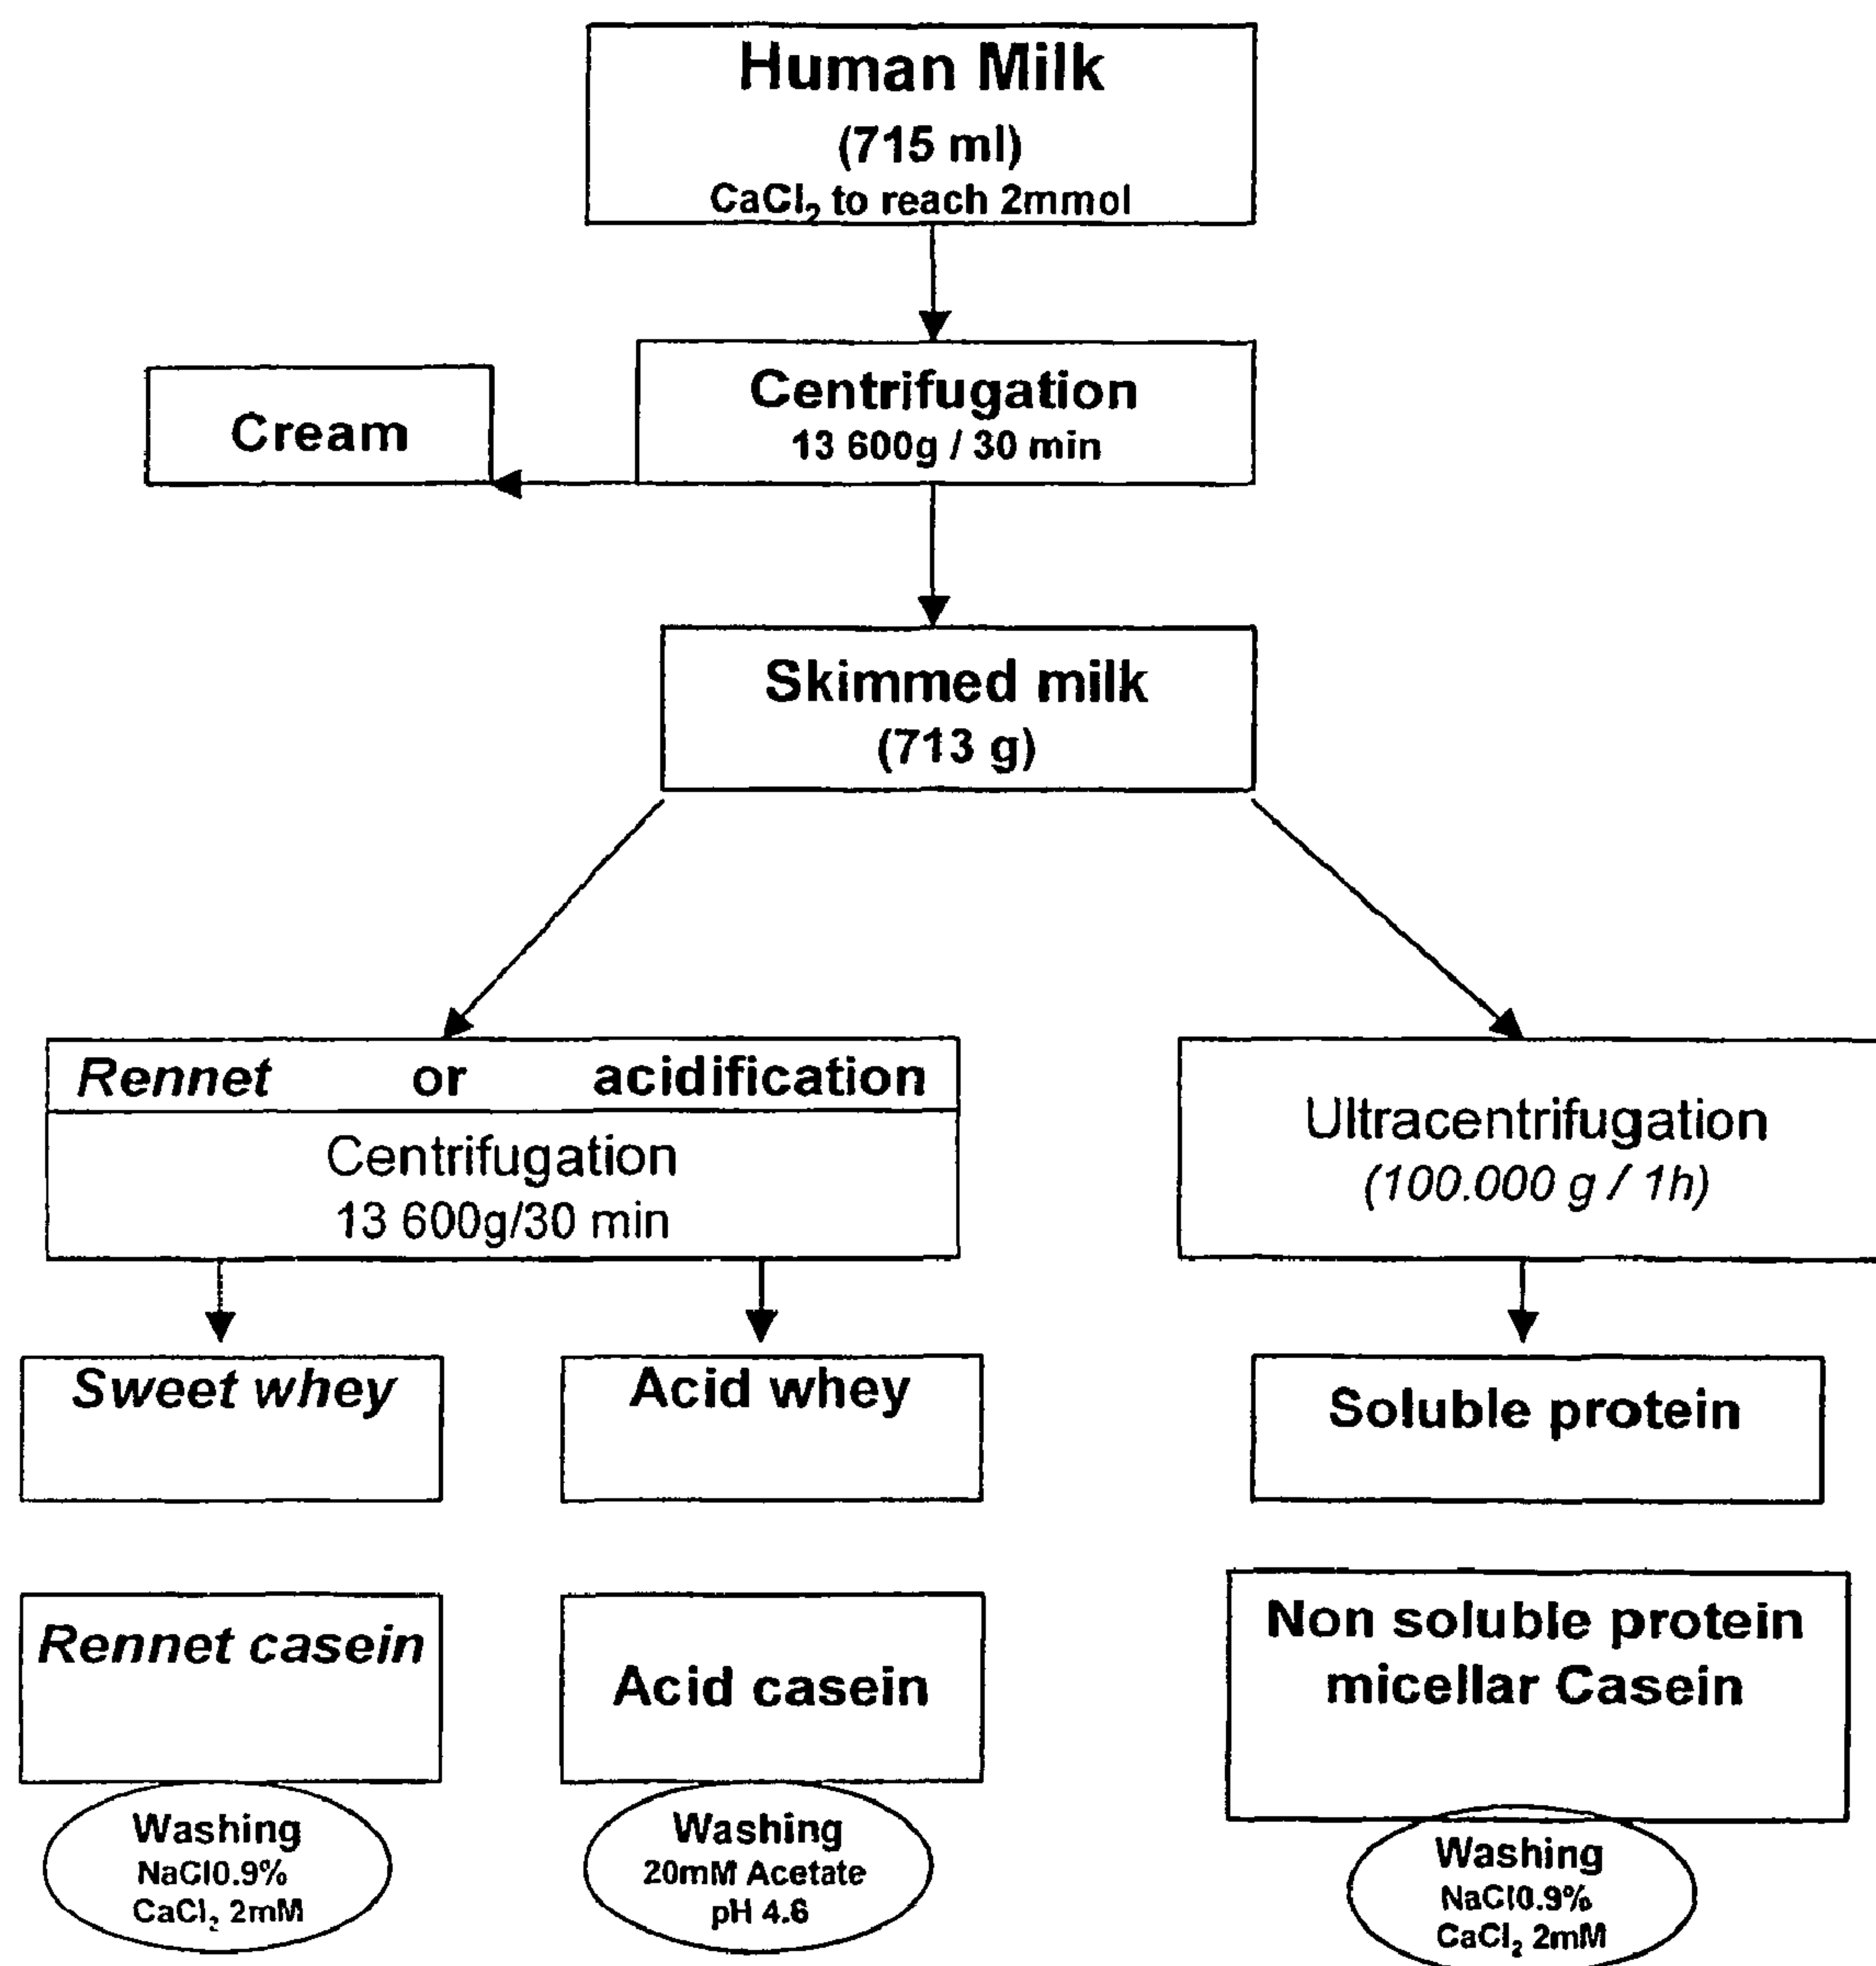 Human Milk
(715 ml)
CaCl₂ to reach 2mmol
Centrifugation
13 600g / 30 min
Cream
Skimmed milk
(713 g)
Rennet or acidification
Centrifugation
13 600g/30 min
Ultracentrifugation
(100.000 g / 1h)
Sweet whey
Acid whey
Soluble protein
Rennet casein
Acid casein
Non soluble protein
micellar Casein
Washing
NaCl0.9%
CaCl₂ 2mM
Washing
20mM Acetate
pH 4.6
Washing
NaCl0.9%
CaCl₂ 2mM